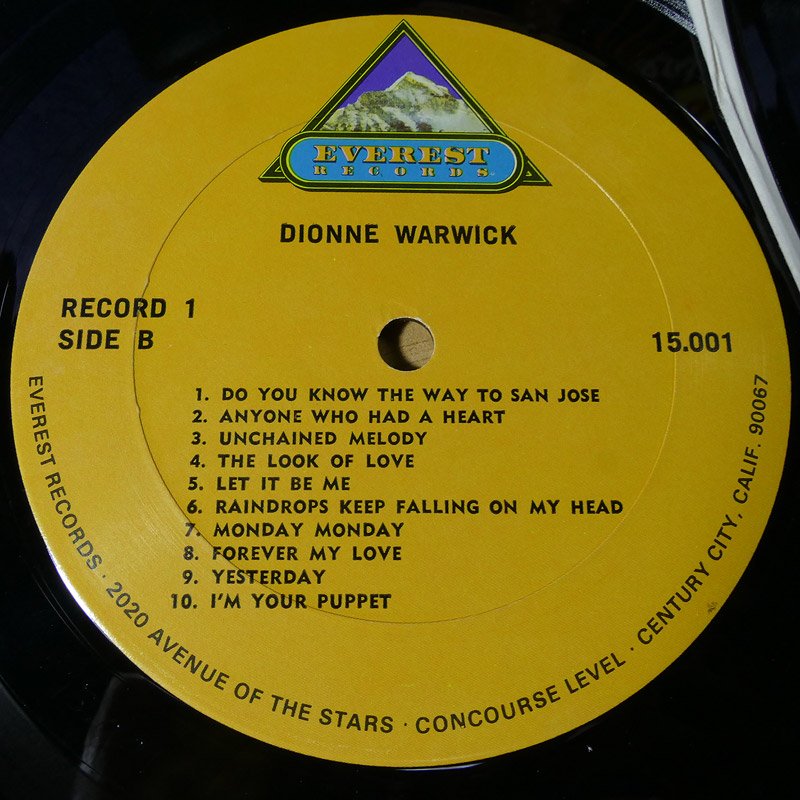 EVEREST
RECORDS
DIONNE WARWICK
RECORD 1
SIDE B
15.001
1. DO YOU KNOW THE WAY TO SAN JOSE
2. ANYONE WHO HAD A HEART
3. UNCHAINED MELODY
4. THE LOOK OF LOVE
5. LET IT BE ME
6. RAINDROPS KEEP FALLING ON MY HEAD
7. MONDAY MONDAY
8. FOREVER MY LOVE
9. YESTERDAY
10. I'M YOUR PUPPET
EVEREST RECORDS · 2020 AVENUE OF THE STARS · CONCOURSE LEVEL · CENTURY CITY, CALIF. 90067